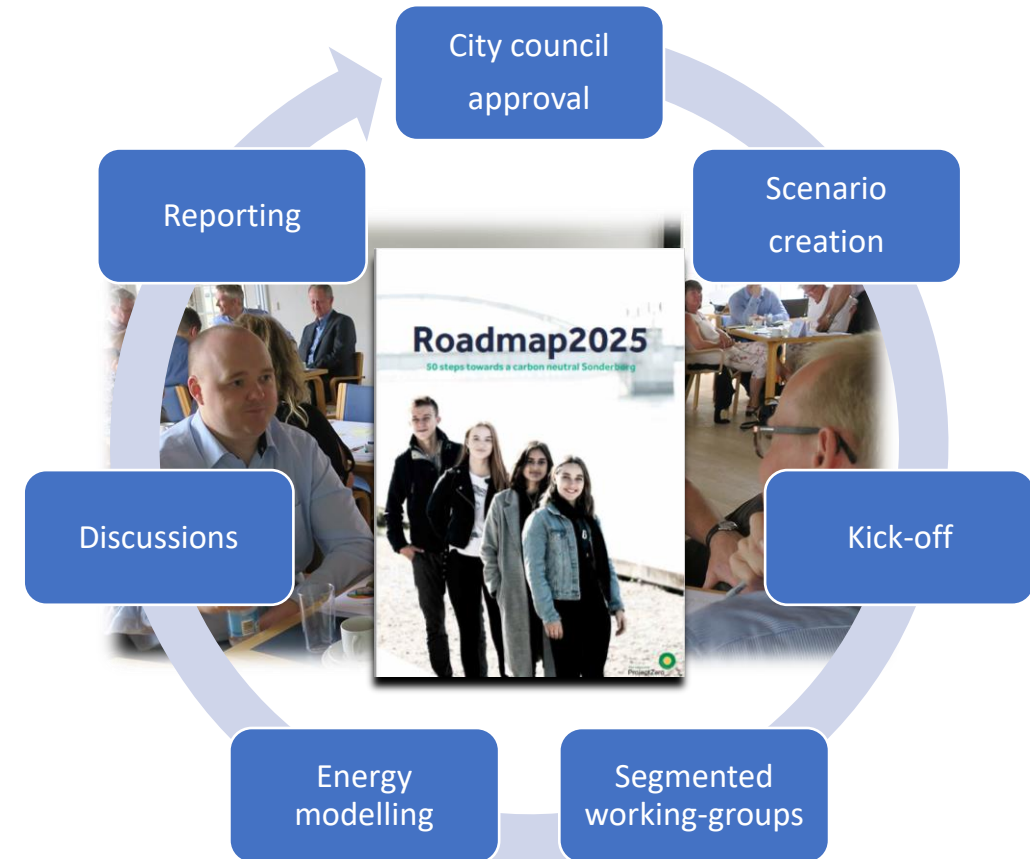 City council
approval
Scenario
creation
Kick-off
Segmented
working-groups
Energy
modelling
Discussions
Reporting
Roadmap2025
50 steps towards a carbon neutral Sonderborg
ProjectZero